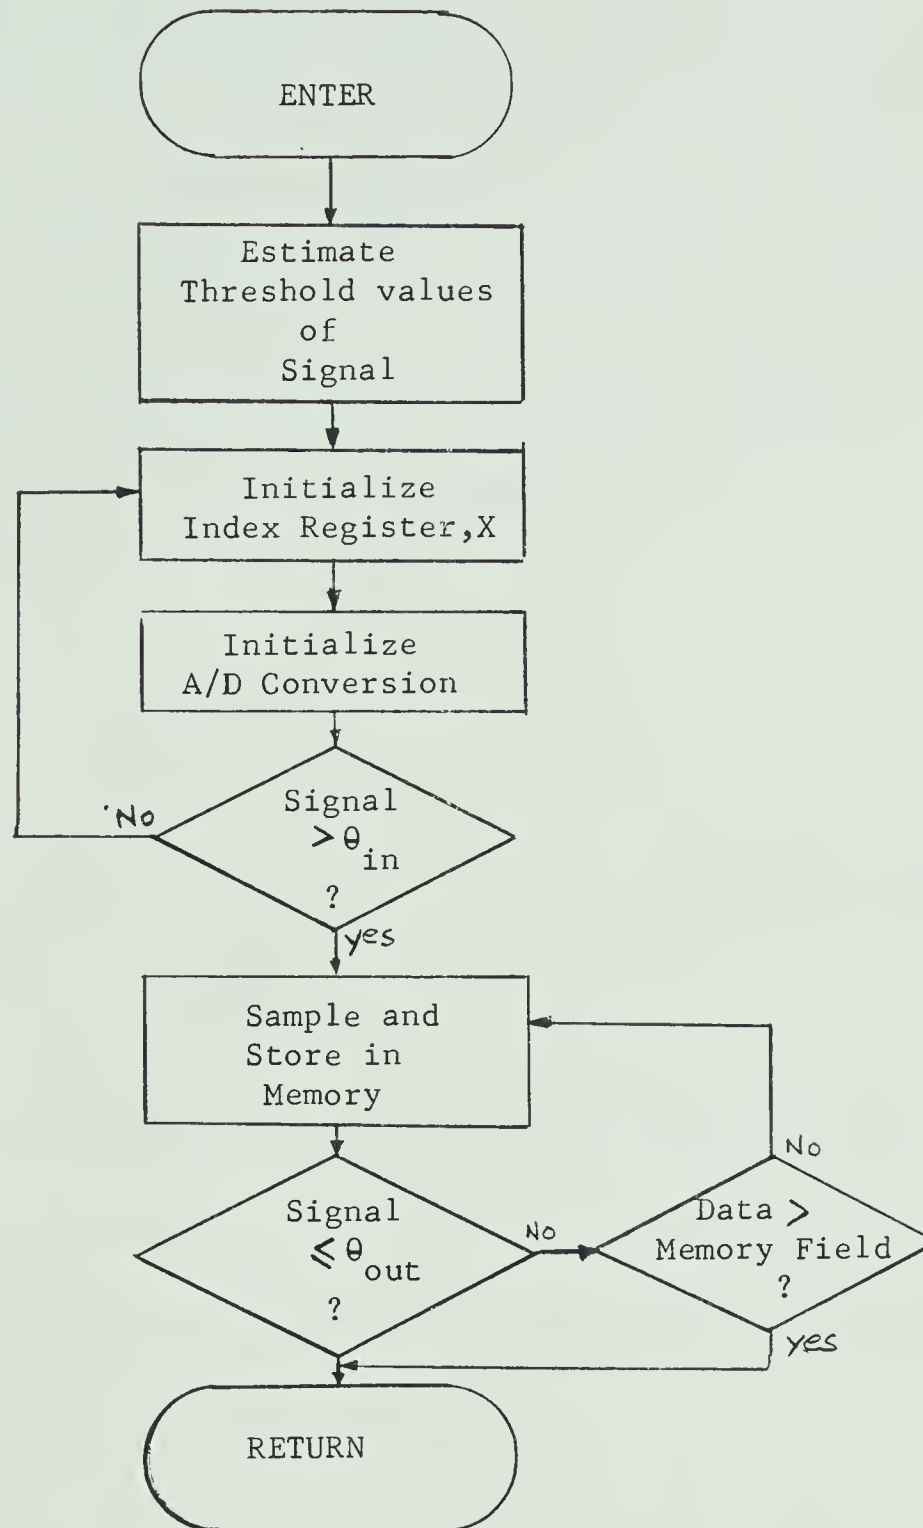 ENTER
Estimate
Threshold values
of
Signal
Initialize
Index Register,X
Initialize
A/D Conversion
Signal
> θin
?
No
yes
Sample and
Store in
Memory
Signal
≤ θout
?
No
Data >
Memory Field
?
No
yes
RETURN